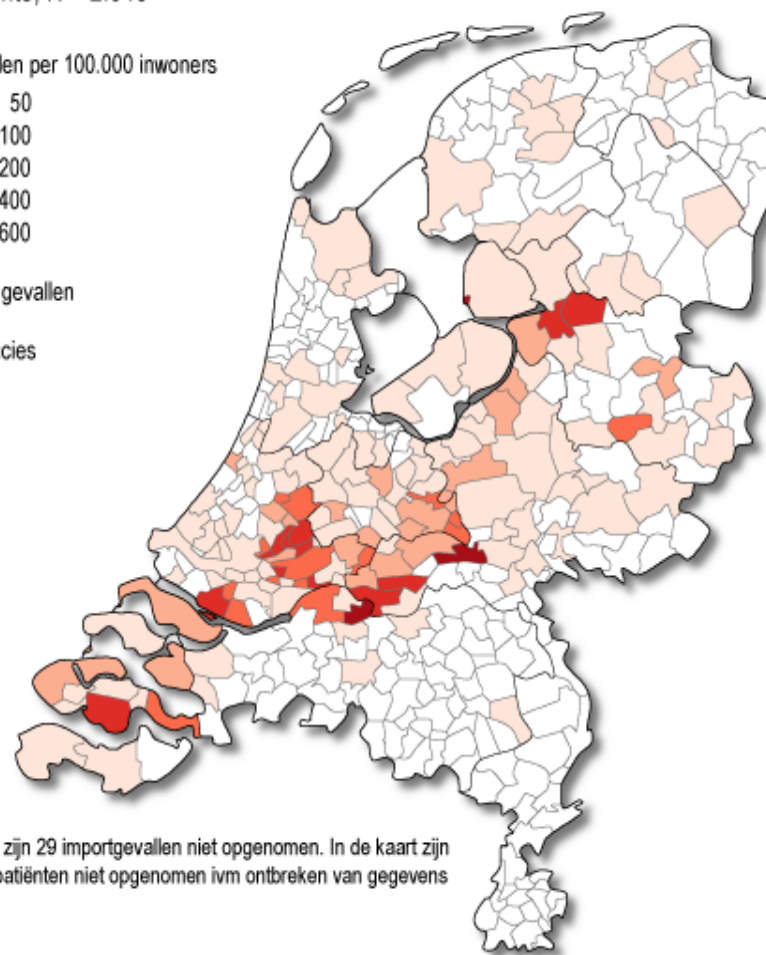 len per 100.000 inwoners
50
100
200
400
600
gevallen
cies
zijn 29 importgevallen niet opgenomen. In de kaart zijn
patiënten niet opgenomen ivm ontbreken van gegevens